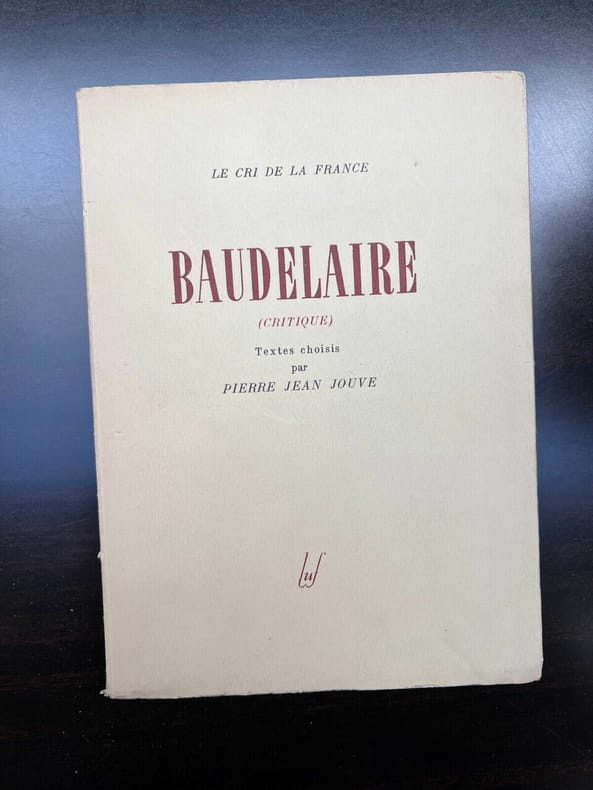 LE CRI DE LA FRANCE
BAUDELAIRE
(CRITIQUE)
Textes choisis
par
PIERRE JEAN JOUVE
luf